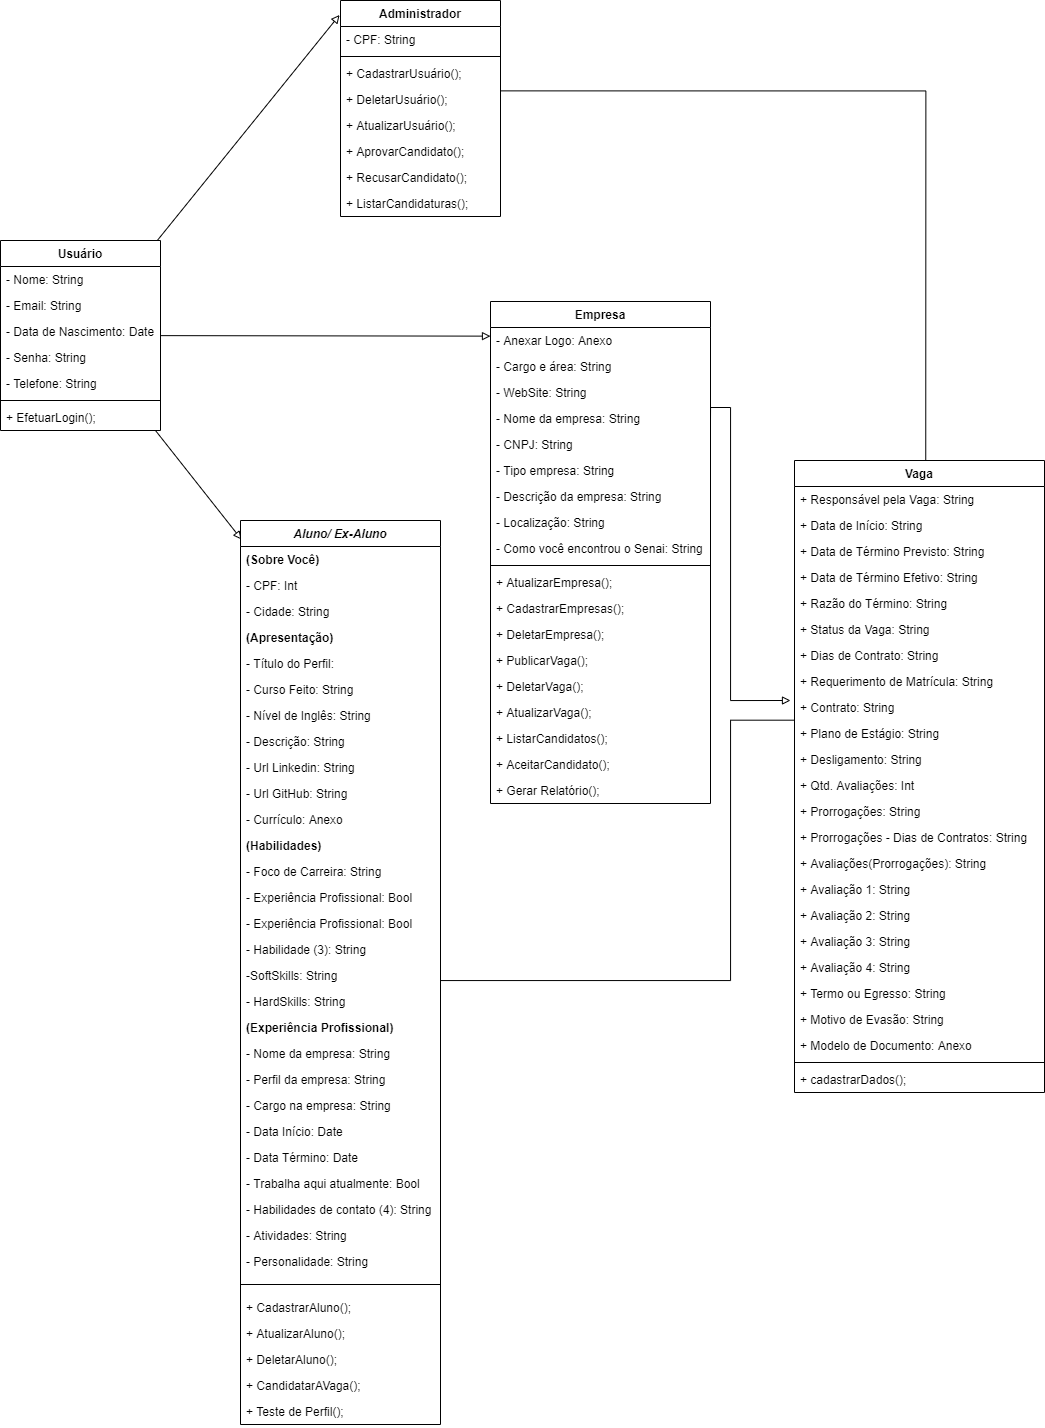 Administrador
- CPF: String
+ CadastrarUsuário();
+ DeletarUsuário();
+ AtualizarUsuário();
+ AprovarCandidato();
+ RecusarCandidato();
+ ListarCandidaturas();
Usuário
- Nome: String
- Email: String
- Data de Nascimento: Date
- Senha: String
- Telefone: String
+ EfetuarLogin();
Empresa
- Anexar Logo: Anexo
- Cargo e área: String
- WebSite: String
- Nome da empresa: String
- CNPJ: String
- Tipo empresa: String
- Descrição da empresa: String
- Localização: String
- Como você encontrou o Senai: String
+ AtualizarEmpresa();
+ CadastrarEmpresas();
+ DeletarEmpresa();
+ PublicarVaga();
+ DeletarVaga();
+ AtualizarVaga();
+ ListarCandidatos();
+ AceitarCandidato();
+ Gerar Relatório();
Vaga
+ Responsável pela Vaga: String
+ Data de Início: String
+ Data de Término Previsto: String
+ Data de Término Efetivo: String
+ Razão do Término: String
+ Status da Vaga: String
+ Dias de Contrato: String
+ Requerimento de Matrícula: String
+ Contrato: String
+ Plano de Estágio: String
+ Desligamento: String
+ Qtd. Avaliações: Int
+ Prorrogações: String
+ Prorrogações - Dias de Contratos: String
+ Avaliações(Prorrogações): String
+ Avaliação 1: String
+ Avaliação 2: String
+ Avaliação 3: String
+ Avaliação 4: String
+ Termo ou Egresso: String
+ Motivo de Evasão: String
+ Modelo de Documento: Anexo
+ cadastrarDados();
Aluno/ Ex-Aluno
(Sobre Você)
- CPF: Int
- Cidade: String
(Apresentação)
- Título do Perfil:
- Curso Feito: String
- Nível de Inglês: String
- Descrição: String
- Url Linkedin: String
- Url GitHub: String
- Currículo: Anexo
(Habilidades)
- Foco de Carreira: String
- Experiência Profissional: Bool
- Experiência Profissional: Bool
- Habilidade (3): String
-SoftSkills: String
- HardSkills: String
(Experiência Profissional)
- Nome da empresa: String
- Perfil da empresa: String
- Cargo na empresa: String
- Data Início: Date
- Data Término: Date
- Trabalha aqui atualmente: Bool
- Habilidades de contato (4): String
- Atividades: String
- Personalidade: String
+ CadastrarAluno();
+ AtualizarAluno();
+ DeletarAluno();
+ CandidatarAVaga();
+ Teste de Perfil();